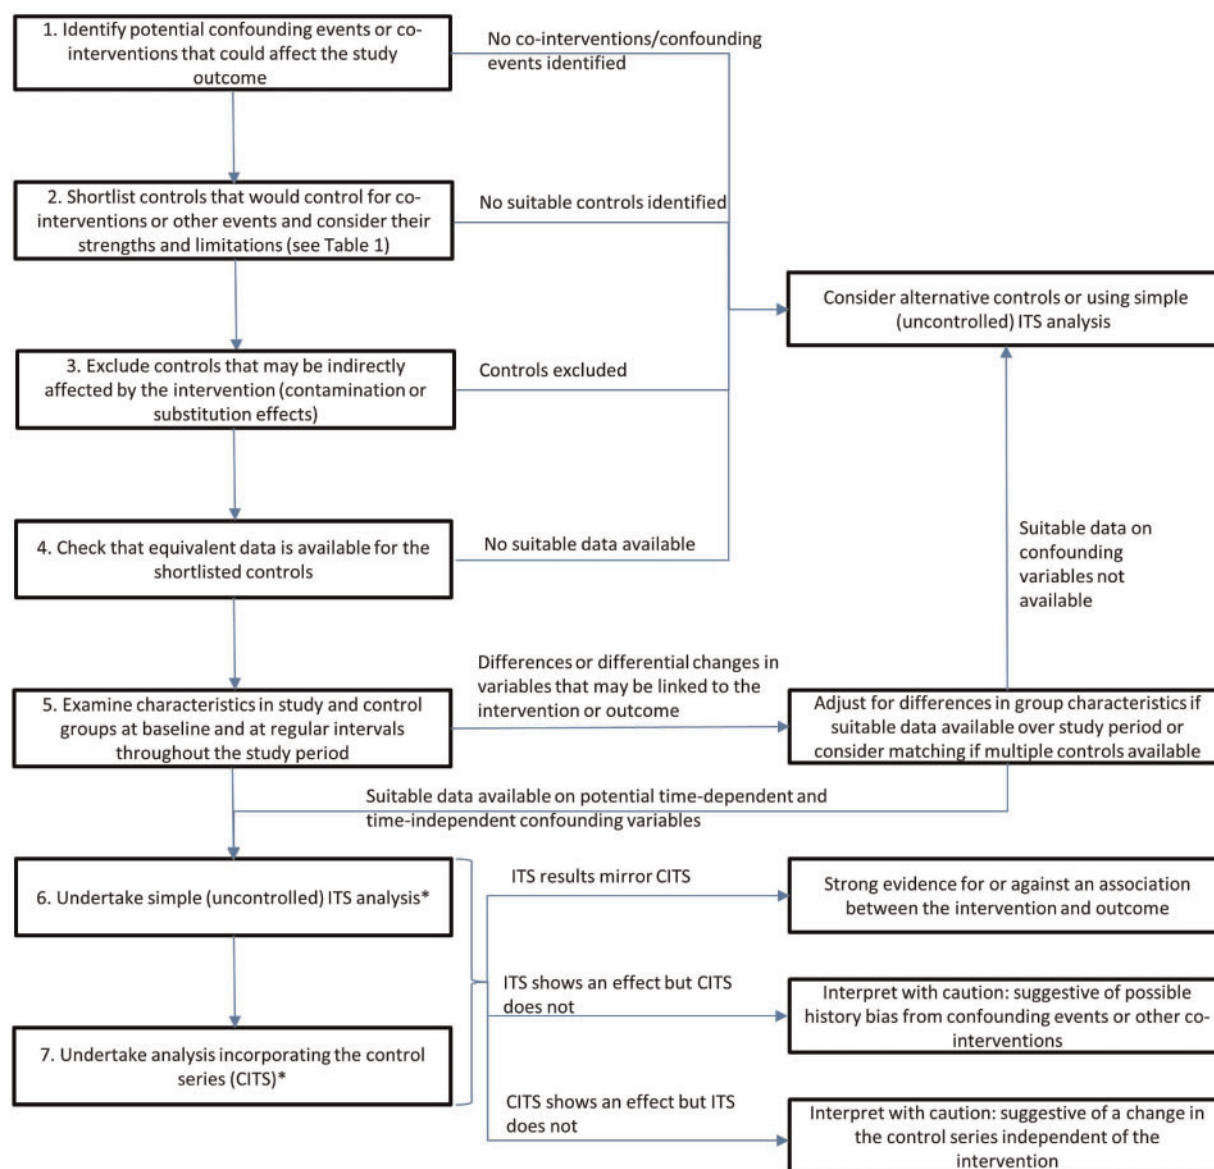 1. Identify potential confounding events or co-
interventions that could affect the study
outcome
No co-interventions/confounding
events identified
2. Shortlist controls that would control for co-
interventions or other events and consider their
strengths and limitations (see Table 1)
No suitable controls identified
Consider alternative controls or using simple
(uncontrolled) ITS analysis
3. Exclude controls that may be indirectly
affected by the intervention (contamination or
substitution effects)
Controls excluded
4. Check that equivalent data is available for the
shortlisted controls
No suitable data available
Suitable data on
confounding
variables not
available
5. Examine characteristics in study and control
groups at baseline and at regular intervals
throughout the study period
Differences or differential changes in
variables that may be linked to the
intervention or outcome
Adjust for differences in group characteristics if
suitable data available over study period or
consider matching if multiple controls available
Suitable data available on potential time-dependent and
time-independent confounding variables
6. Undertake simple (uncontrolled) ITS analysis*
ITS results mirror CITS
Strong evidence for or against an association
between the intervention and outcome
ITS shows an effect but CITS
does not
Interpret with caution: suggestive of possible
history bias from confounding events or other co-
interventions
7. Undertake analysis incorporating the control
series (CITS)*
CITS shows an effect but ITS
does not
Interpret with caution: suggestive of a change in
the control series independent of the
intervention